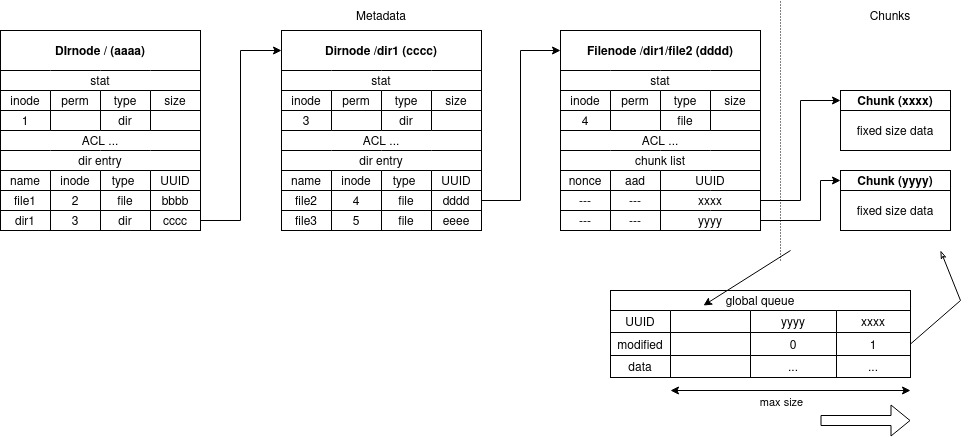 Metadata
Chunks
DIrnode / (aaaa)
stat
inode perm type size
1 dir
ACL ...
dir entry
name inode type UUID
file1 2 file bbbb
dir1 3 dir cccc
Dirnode /dir1 (cccc)
stat
inode perm type size
3 dir
ACL ...
dir entry
name inode type UUID
file2 4 file dddd
file3 5 file eeee
Filenode /dir1/file2 (dddd)
stat
inode perm type size
4 file
ACL ...
chunk list
nonce aad UUID
--- --- xxxx
--- --- yyyy
Chunk (xxxx)
fixed size data
Chunk (yyyy)
fixed size data
global queue
UUID yyyy xxxx
modified 0 1
data ... ...
max size